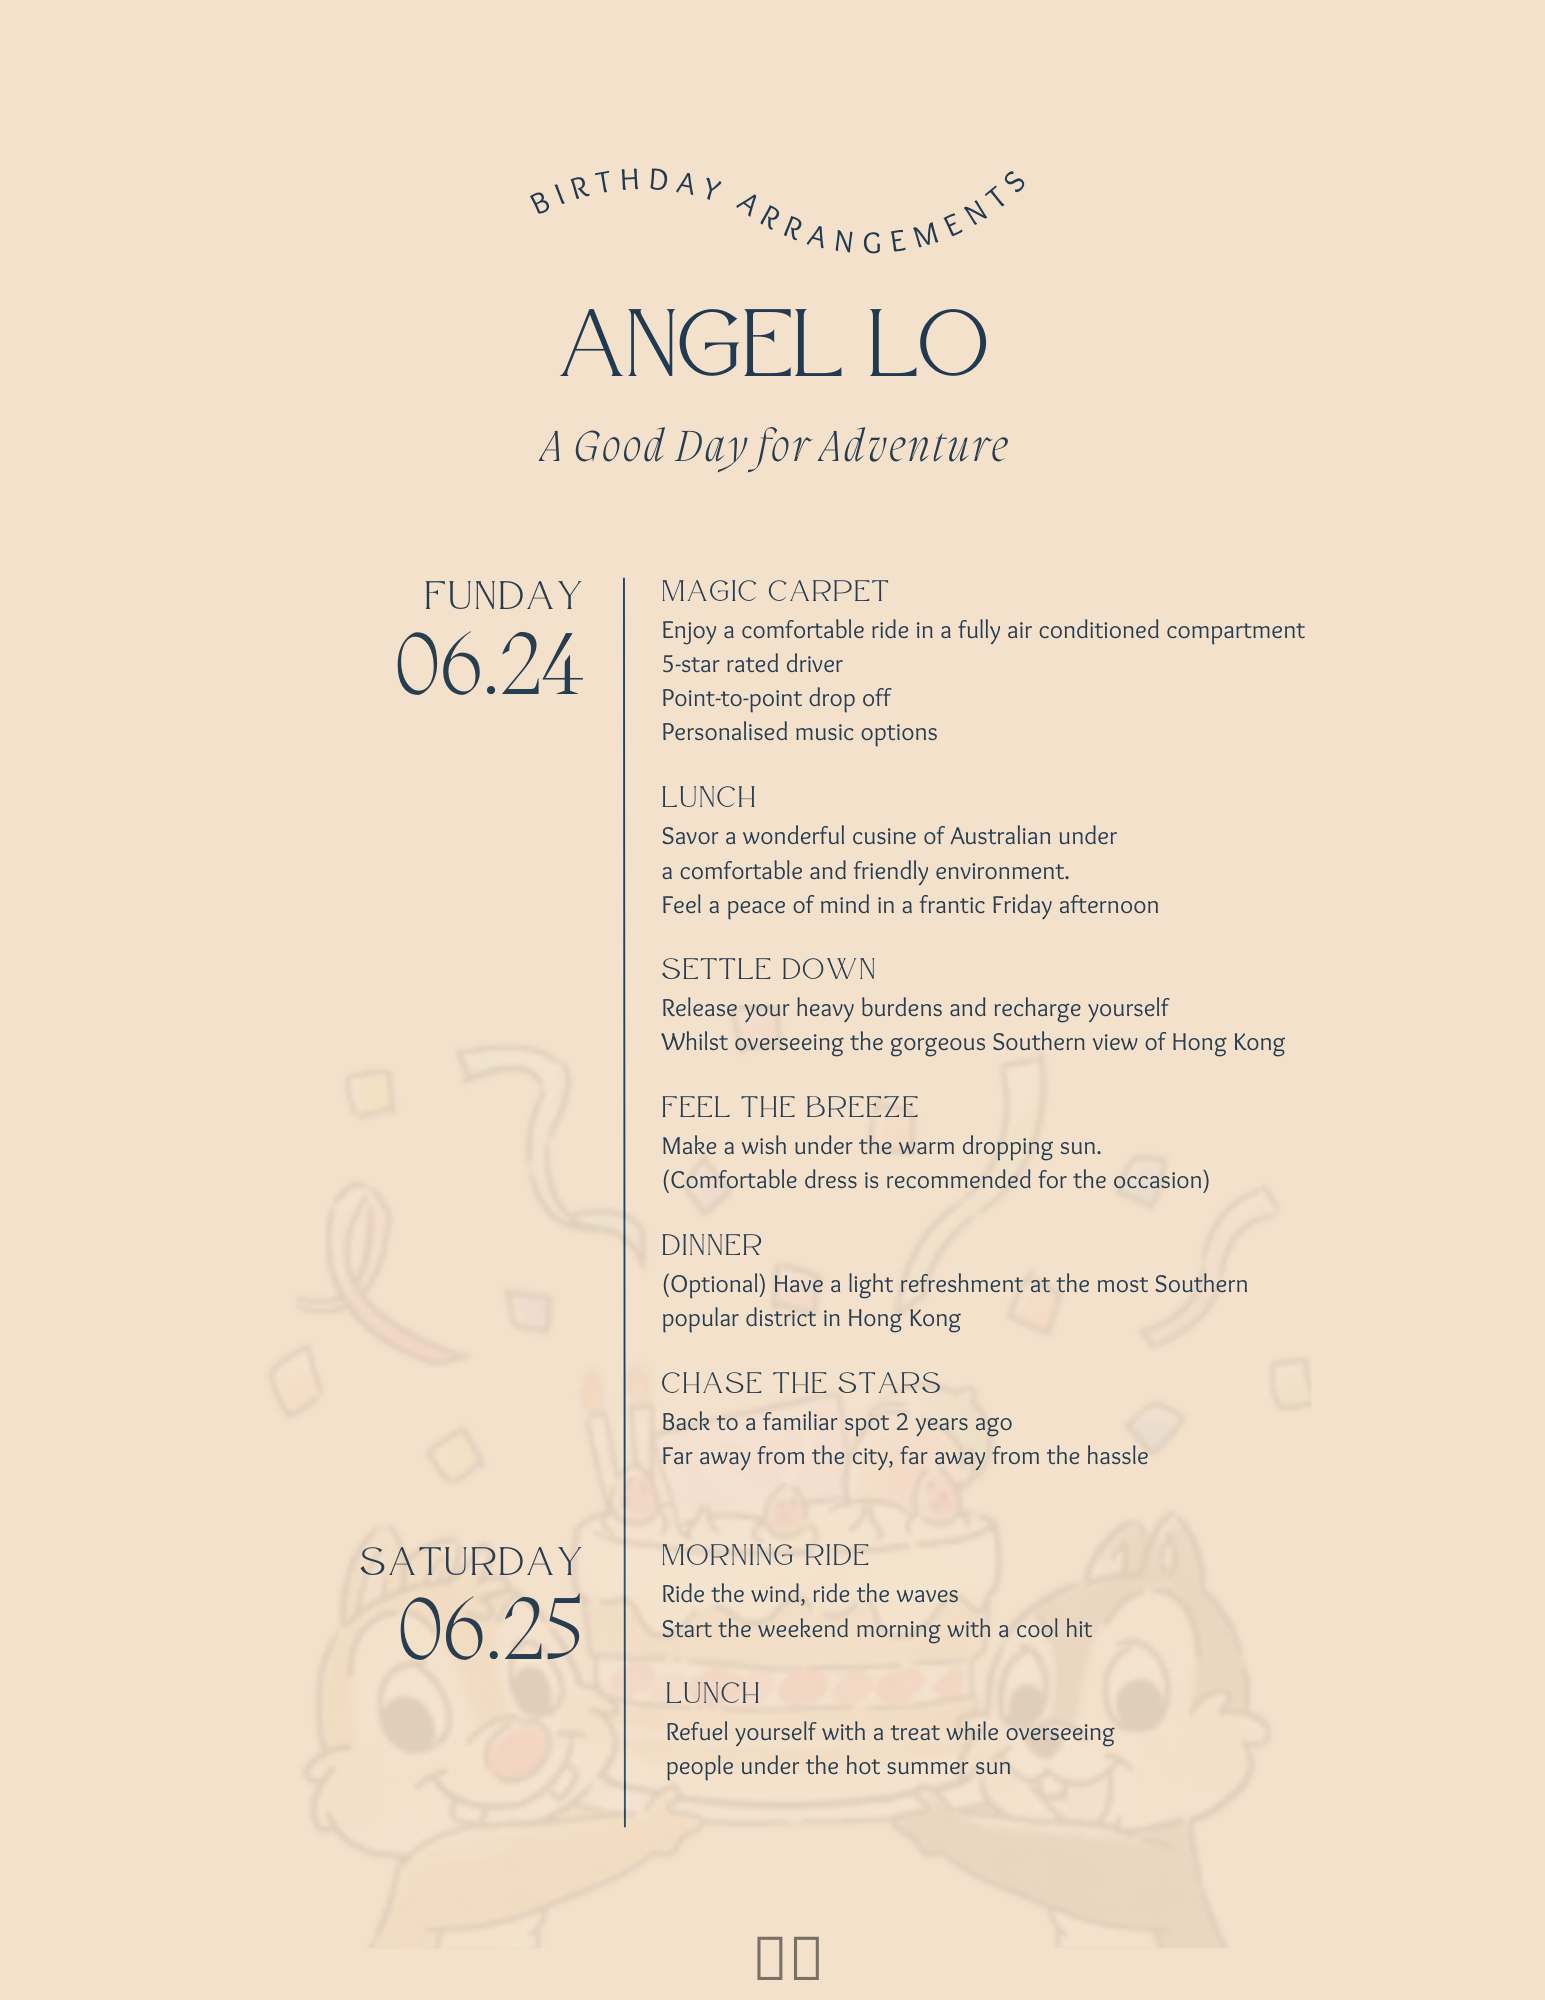 BIRTHDAY ARRANGEMENTS
ANGEL LO
A Good Day for Adventure
FUNDAY
06.24
MAGIC CARPET
Enjoy a comfortable ride in a fully air conditioned compartment
5-star rated driver
Point-to-point drop off
Personalised music options
LUNCH
Savor a wonderful cusine of Australian under
a comfortable and friendly environment.
Feel a peace of mind in a frantic Friday afternoon
SETTLE DOWN
Release your heavy burdens and recharge yourself
Whilst overseeing the gorgeous Southern view of Hong Kong
FEEL THE BREEZE
Make a wish under the warm dropping sun.
(Comfortable dress is recommended for the occasion)
DINNER
(Optional) Have a light refreshment at the most Southern
popular district in Hong Kong
CHASE THE STARS
Back to a familiar spot 2 years ago
Far away from the city, far away from the hassle
SATURDAY
06.25
MORNING RIDE
Ride the wind, ride the waves
Start the weekend morning with a cool hit
LUNCH
Refuel yourself with a treat while overseeing
people under the hot summer sun